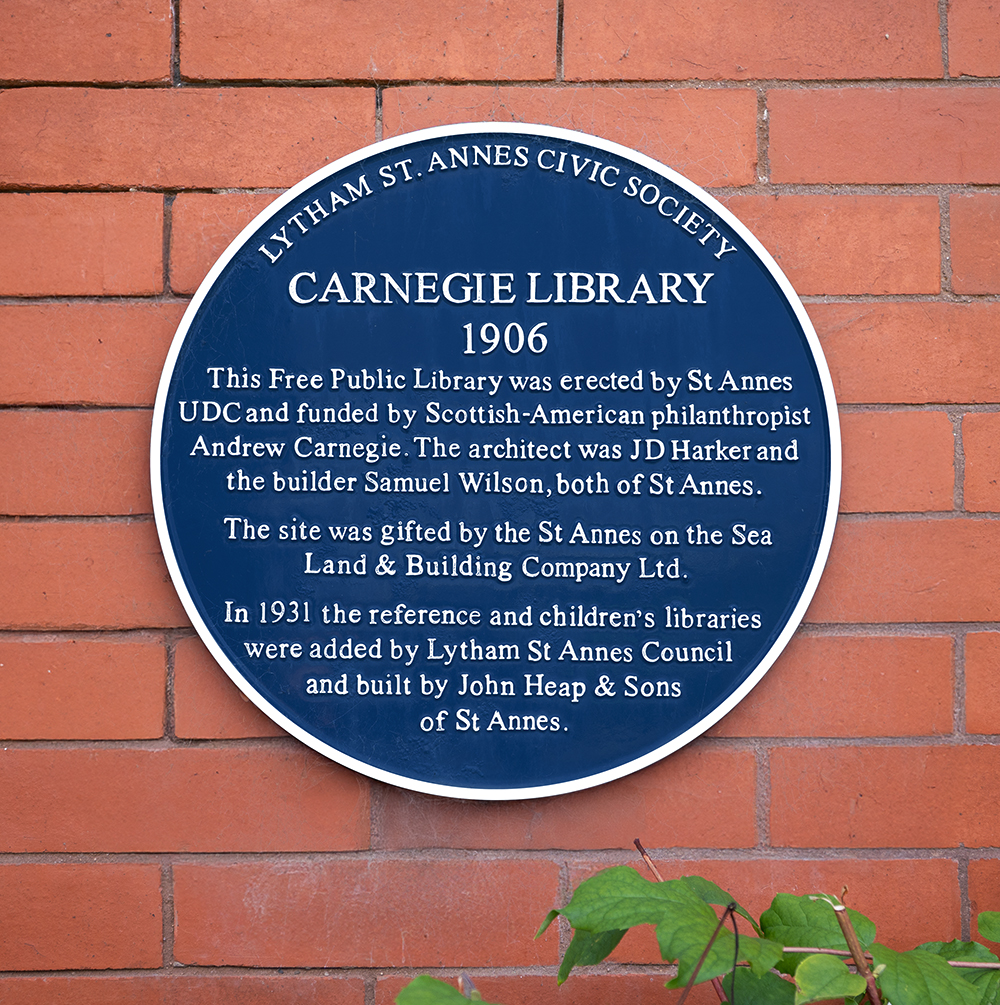 LYTHAM ST. ANNES CIVIC SOCIETY
CARNEGIE LIBRARY
1906
This Free Public Library was erected by St Annes
UDC and funded by Scottish-American philanthropist
Andrew Carnegie. The architect was JD Harker and
the builder Samuel Wilson, both of St Annes.
The site was gifted by the St Annes on the Sea
Land & Building Company Ltd.
In 1931 the reference and children's libraries
were added by Lytham St Annes Council
and built by John Heap & Sons
of St Annes.